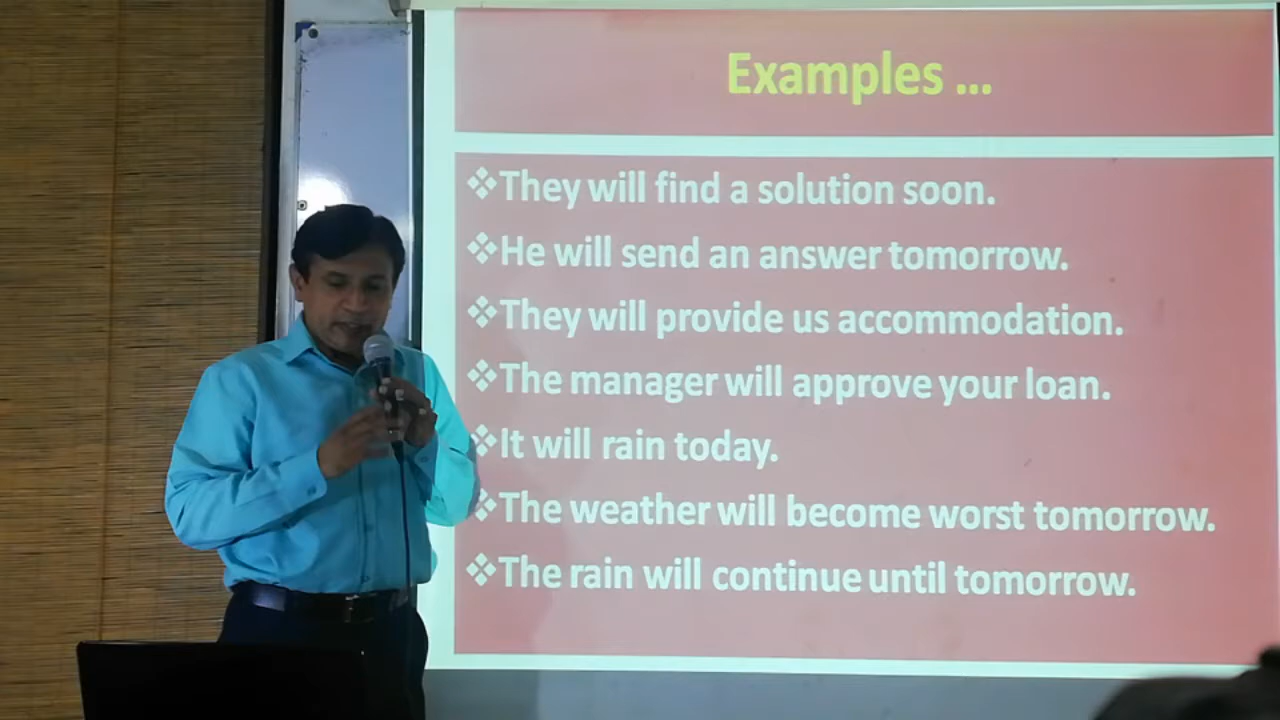 Examples ...
❖They will find a solution soon.
❖He will send an answer tomorrow.
❖They will provide us accommodation.
❖The manager will approve your loan.
❖It will rain today.
❖The weather will become worst tomorrow.
❖The rain will continue until tomorrow.